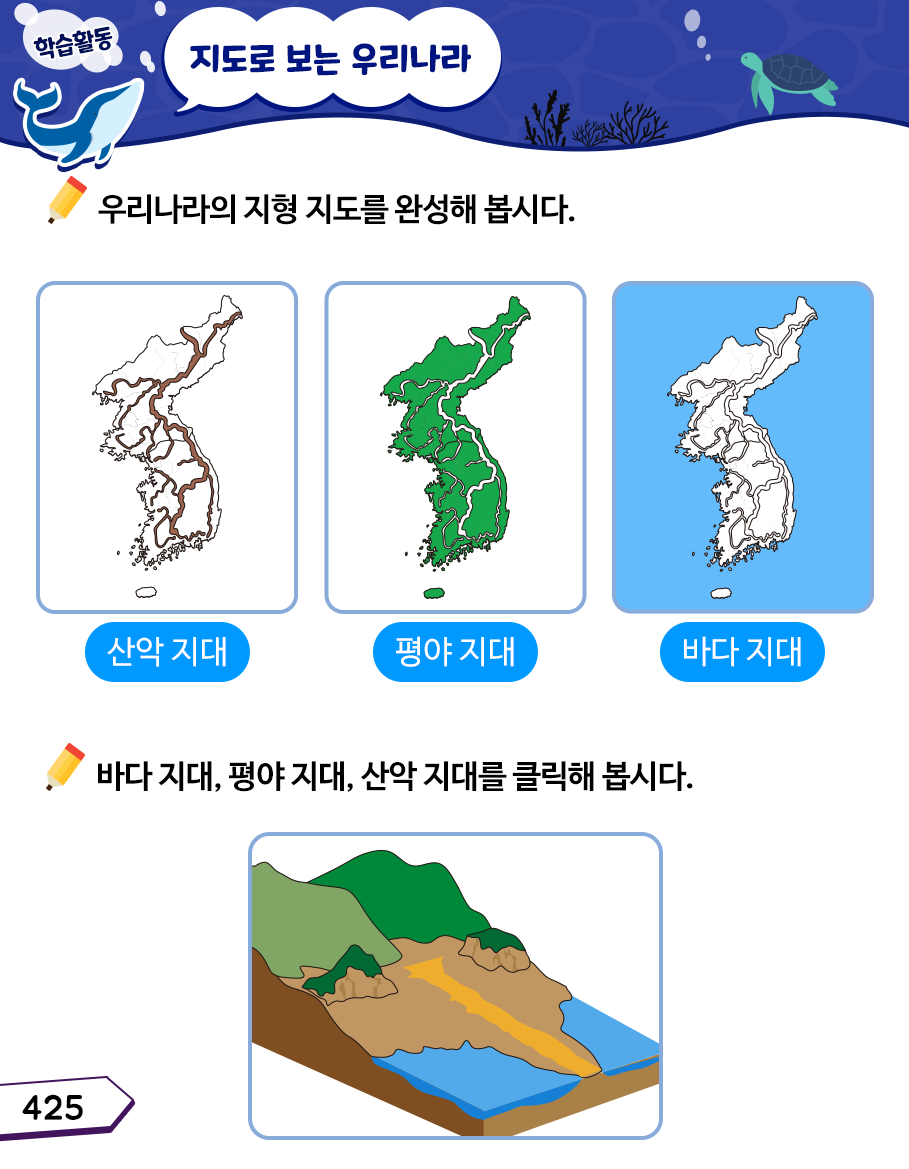 학습활동
지도로 보는 우리나라
우리나라의 지형 지도를 완성해 봅시다.
산악 지대
평야 지대
바다 지대
바다 지대, 평야 지대, 산악 지대를 클릭해 봅시다.
425